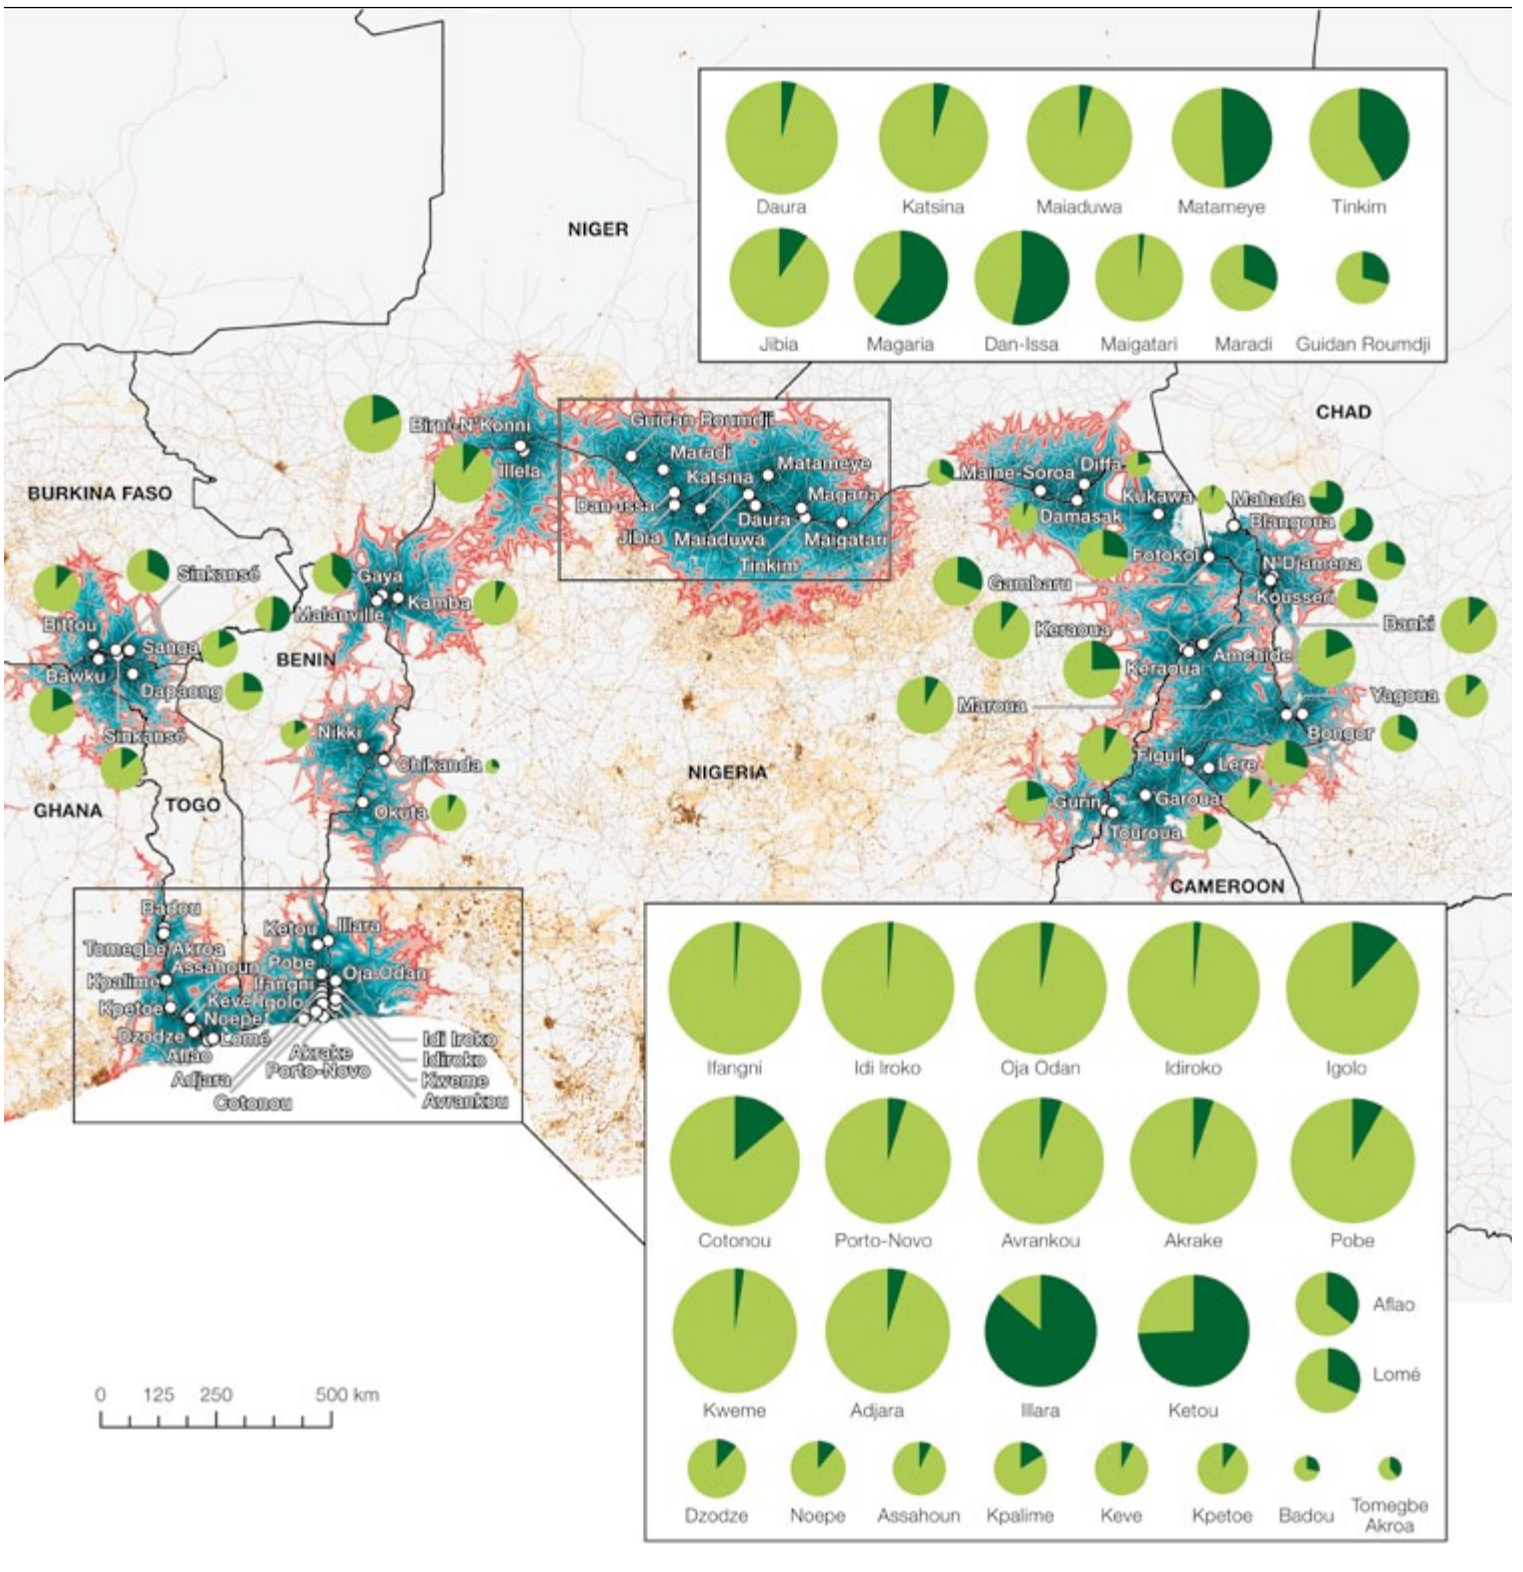 Daura
Katsina
Maiaduwa
Matameye
Tinkim
NIGER
Jibia
Magaria
Dan-Issa
Maigatari
Maradi
Guidan Roumdji
CHAD
Birni-N'Konni
Guidan Roumdji
Illela
Maradi
Katsina
Matameye
Maine-Soroa
Diffa
BURKINA FASO
Magaria
Kukawa
Mahada
Dan-Issa
Daura
Damasak
Blangoua
Jibia
Maiaduwa
Maigatari
Fotokol
Tinkim
N'Djamena
Sinkansé
Gaya
Gambaru
Kousseri
Malanville
Kamba
Bittou
Keraoua
Banki
Sanga
BENIN
Amchide
Bawku
Keraoua
Dapaong
Yagoua
Maroua
Sinkansé
Nikki
Bongor
Chikanda
NIGERIA
Figuil
Lere
GHANA
TOGO
Okuta
Gurin
Garoua
Touroua
CAMEROON
Badou
Ketou
Illara
Tomegbe Akroa
Assahoun
Pobe
Oja Odan
Kpalime
Ifangni
Kpetoe
Keve
Igolo
Noepe
Dzodze
Lomé
Idi Iroko
Aflao
Akrake
Idiroko
Adjara
Porto-Novo
Kweme
Cotonou
Avrankou
Ifangni
Idi Iroko
Oja Odan
Idiroko
Igolo
Cotonou
Porto-Novo
Avrankou
Akrake
Pobe
Aflao
Lomé
Kweme
Adjara
Illara
Ketou
0 125 250 500 km
Dzodze
Noepe
Assahoun
Kpalime
Keve
Kpetoe
Badou
Tomegbe
Akroa